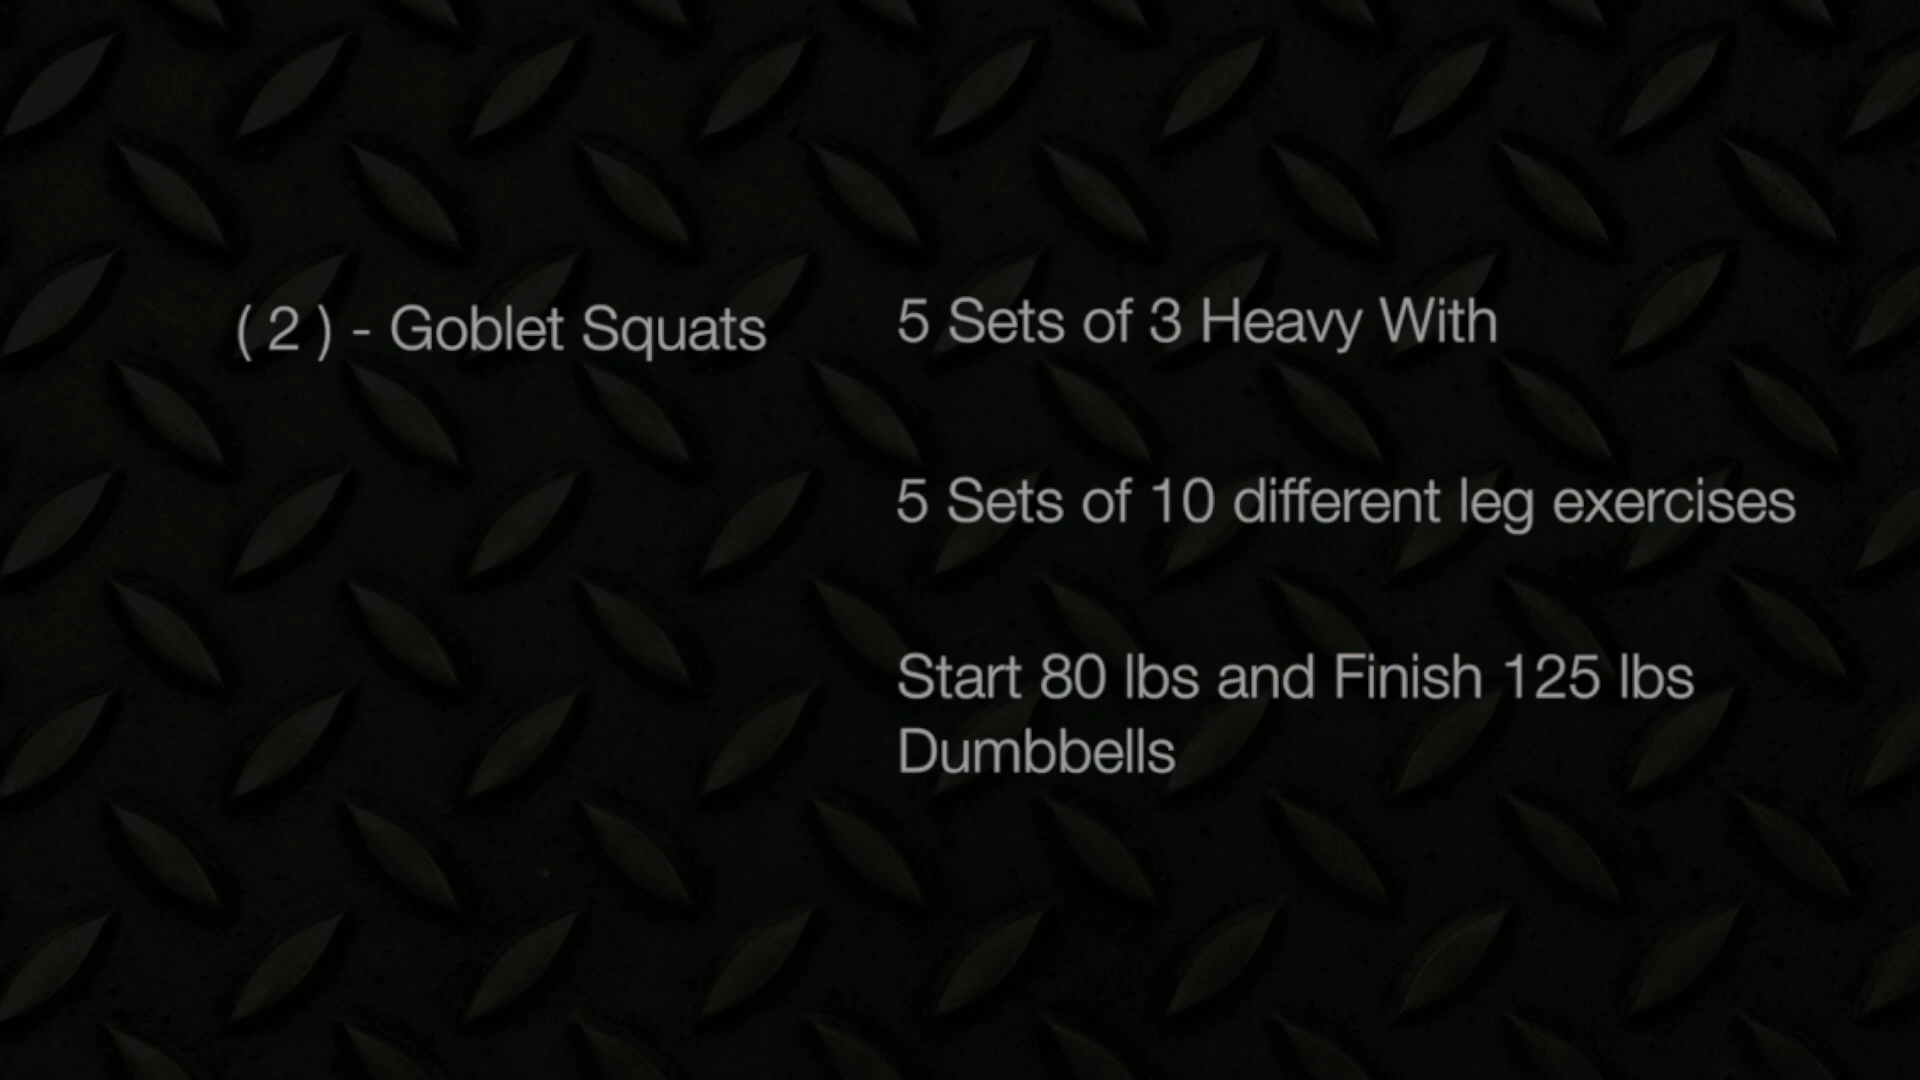 ( 2 ) - Goblet Squats
5 Sets of 3 Heavy With
5 Sets of 10 different leg exercises
Start 80 lbs and Finish 125 lbs
Dumbbells